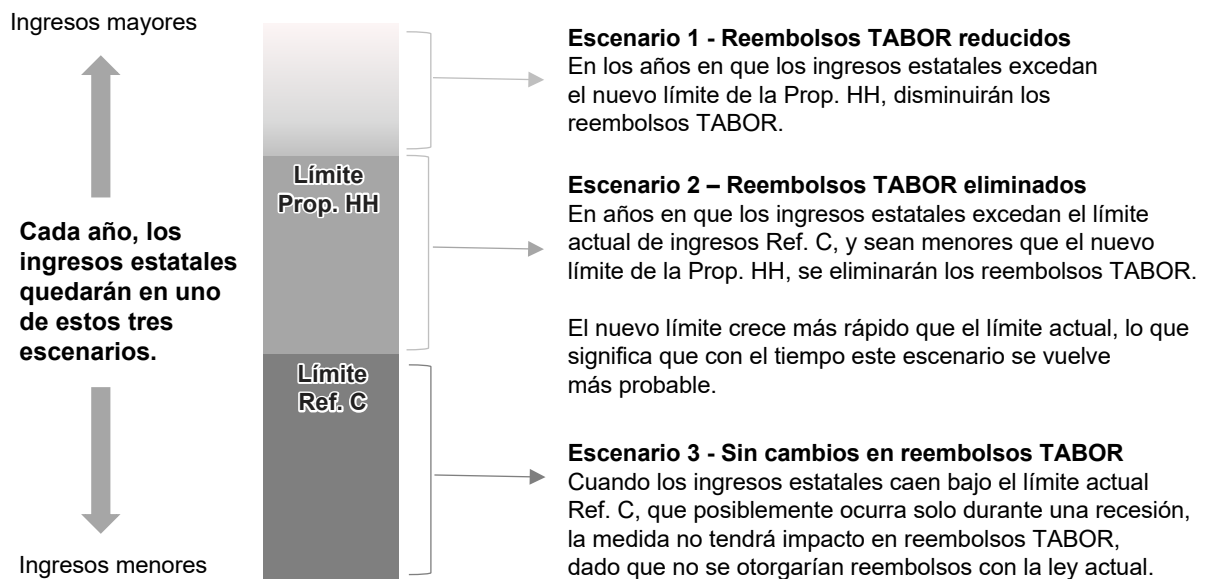 Ingresos mayores
Cada año, los
ingresos estatales
quedarán en uno
de estos tres
escenarios.
Ingresos menores
Límite
Prop. HH
Límite
Ref. C
Escenario 1 - Reembolsos TABOR reducidos
En los años en que los ingresos estatales excedan
el nuevo límite de la Prop. HH, disminuirán los
reembolsos TABOR.
Escenario 2 – Reembolsos TABOR eliminados
En años en que los ingresos estatales excedan el límite
actual de ingresos Ref. C, y sean menores que el nuevo
límite de la Prop. HH, se eliminarán los reembolsos TABOR.
El nuevo límite crece más rápido que el límite actual, lo que
significa que con el tiempo este escenario se vuelve
más probable.
Escenario 3 - Sin cambios en reembolsos TABOR
Cuando los ingresos estatales caen bajo el límite actual
Ref. C, que posiblemente ocurra solo durante una recesión,
la medida no tendrá impacto en reembolsos TABOR,
dado que no se otorgarían reembolsos con la ley actual.